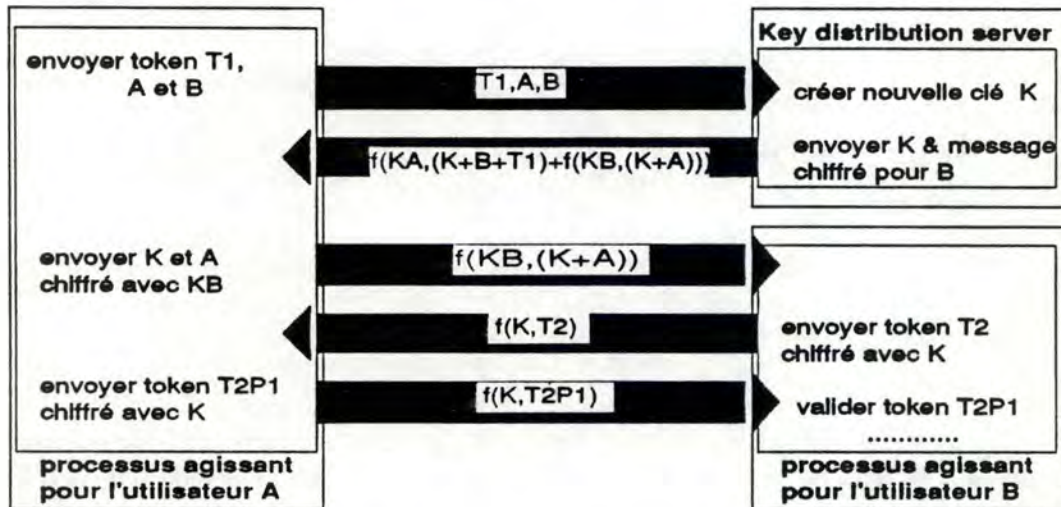 Key distribution server
envoyer token T1,
A et B
T1,A,B
créer nouvelle clé K
f(KA,(K+B+T1)+f(KB,(K+A)))
envoyer K & message
chiffré pour B
envoyer K et A
chiffré avec KB
f(KB,(K+A))
f(K,T2)
envoyer token T2
chiffré avec K
envoyer token T2P1
chiffré avec K
f(K,T2P1)
valider token T2P1
............
processus agissant
pour l'utilisateur A
processus agissant
pour l'utilisateur B